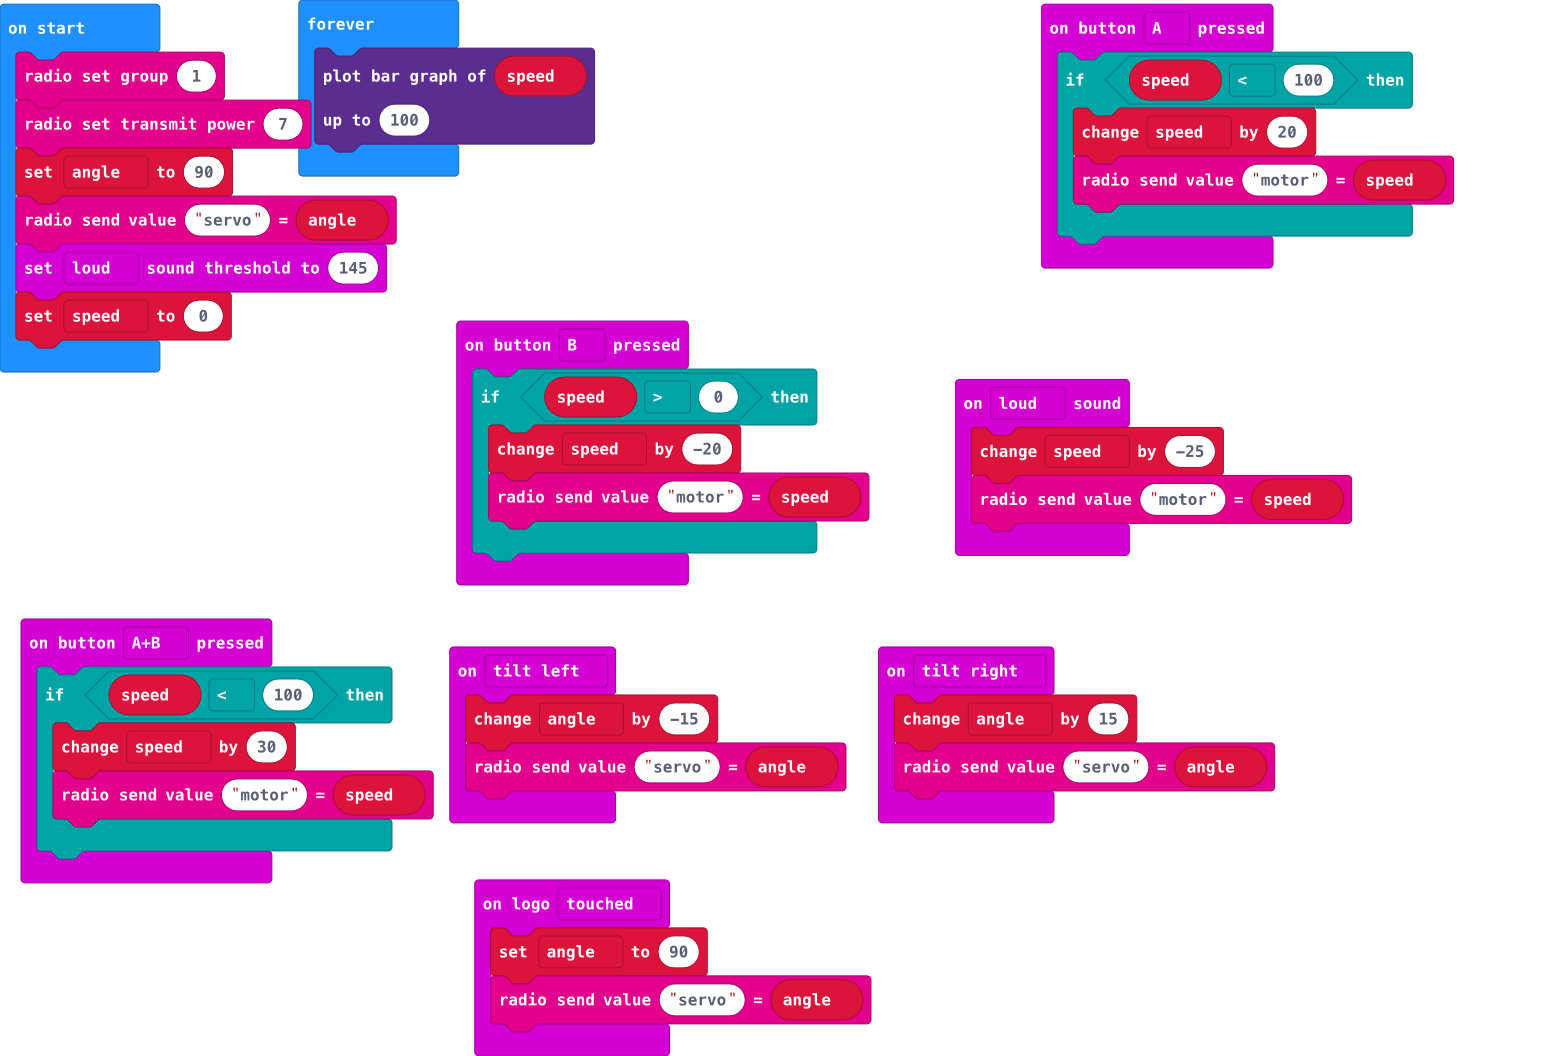 on start
radio set group 1
radio set transmit power 7
set angle to 90
radio send value "servo" = angle
set loud sound threshold to 145
set speed to 0
forever
plot bar graph of speed
up to 100
on button A pressed
if speed < 100 then
change speed by 20
radio send value "motor" = speed
on button B pressed
if speed > 0 then
change speed by -20
radio send value "motor" = speed
on loud sound
change speed by -25
radio send value "motor" = speed
on button A+B pressed
if speed < 100 then
change speed by 30
radio send value "motor" = speed
on tilt left
change angle by -15
radio send value "servo" = angle
on tilt right
change angle by 15
radio send value "servo" = angle
on logo touched
set angle to 90
radio send value "servo" = angle